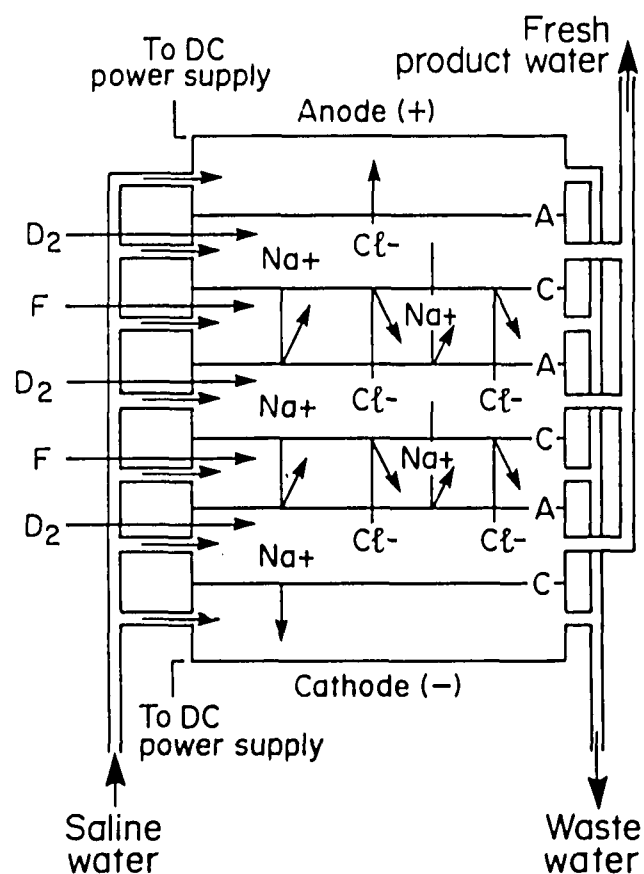 Fresh
product water
To DC
power supply
Anode (+)
A
D₂
Cℓ-
Na+
C
F
Na+
A
D₂
Na+
Cℓ-
Cℓ-
C
F
Na+
A
D₂
Cℓ-
Cℓ-
Na+
C
Cathode (-)
To DC
power supply
Saline
water
Waste
water